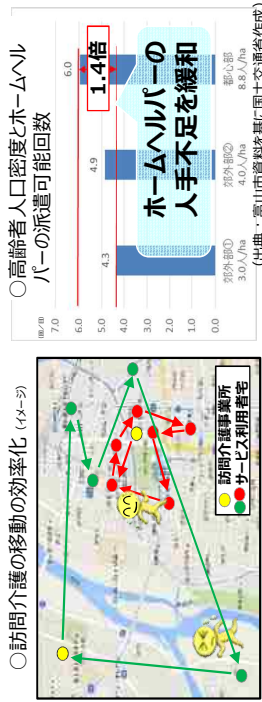 ○訪問介護の移動の効率化 (イメージ)
訪問介護事業所
サービス利用者宅
○高齢者人口密度とホームヘル
パーの派遣可能回数
(回/日)
7.0
6.0
5.0
4.0
3.0
2.0
1.0
0.0
4.3
4.9
6.0
1.4倍
ホームヘルパーの
人手不足を緩和
郊外部①
3.0人/ha
郊外部②
4.0人/ha
都心部
8.8人/ha
(出典:富山市資料を基に国土交通省作成)